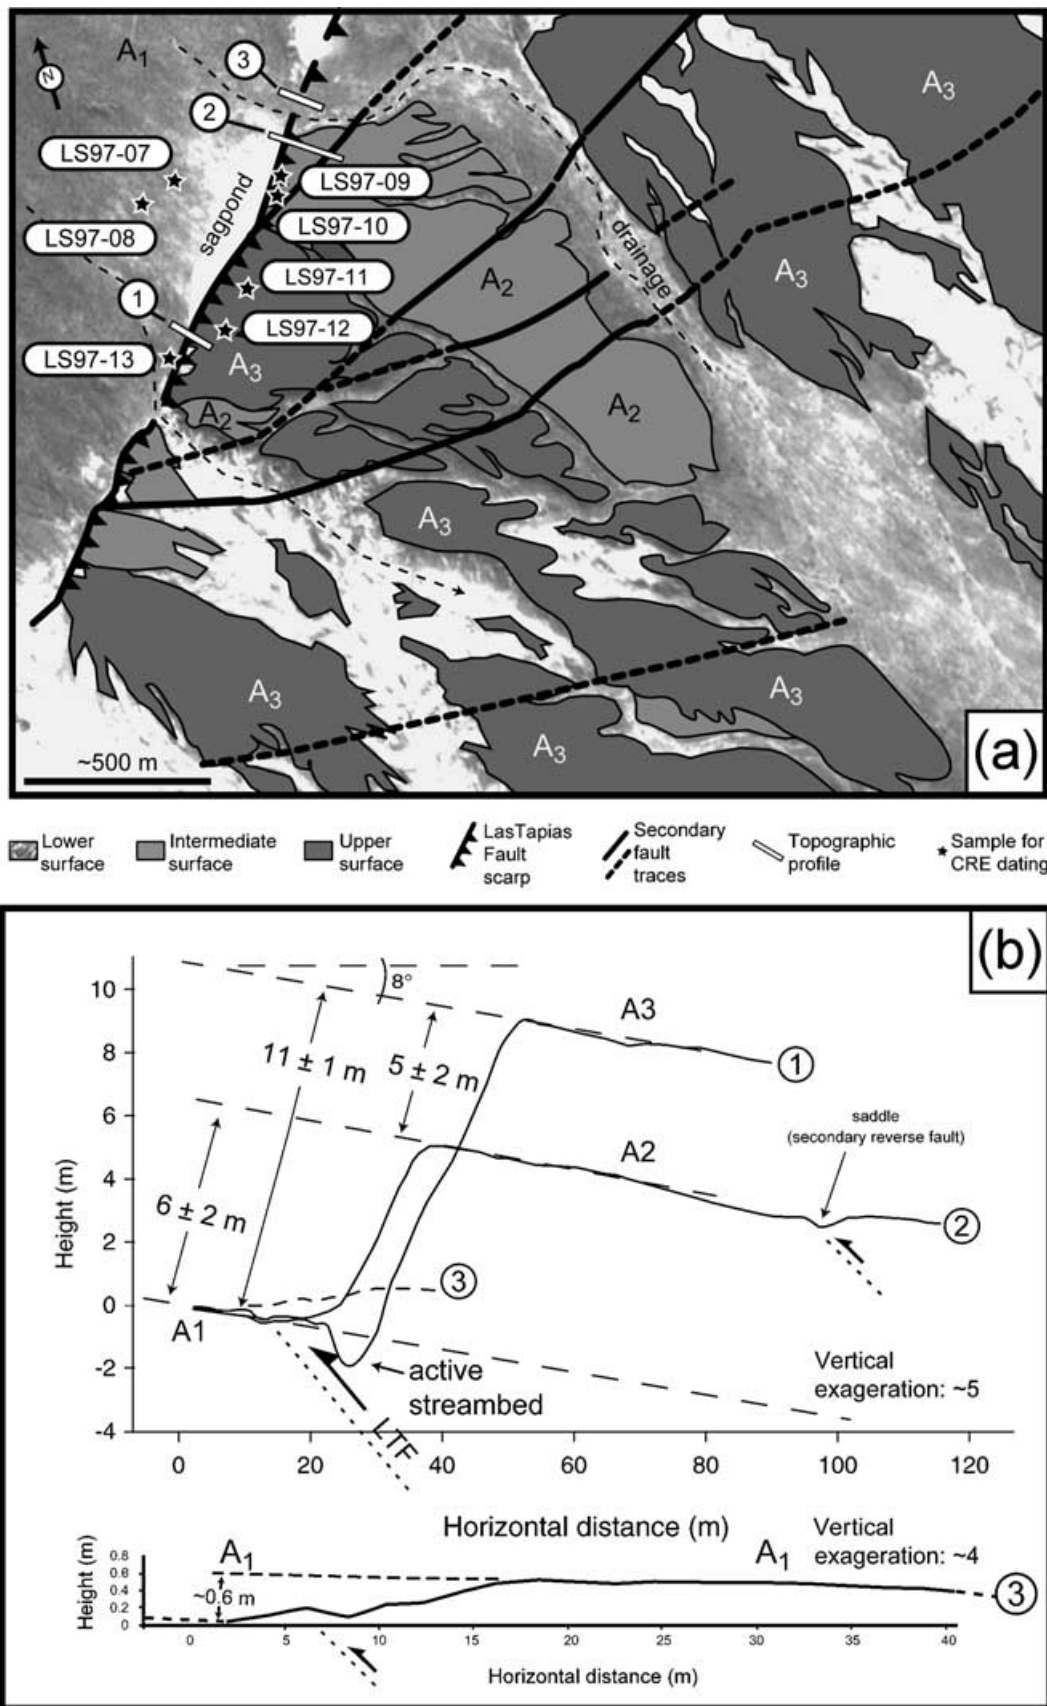 A1
N
3
2
A3
LS97-07
LS97-09
LS97-08
LS97-10
sagpond
drainage
LS97-11
A2
A3
1
LS97-12
LS97-13
A3
A2
A2
A3
A3
A3
A3
~500 m
(a)
Lower
surface
Intermediate
surface
Upper
surface
LasTapias
Fault
scarp
Secondary
fault
traces
Topographic
profile
Sample for
CRE dating
(b)
10
8
6
4
2
0
-2
-4
Height (m)
8°
11 ± 1 m
5 ± 2 m
6 ± 2 m
A3
1
saddle
(secondary reverse fault)
A2
2
3
A1
active
streambed
LTF
Vertical
exageration: ~5
0 20 40 60 80 100 120
Horizontal distance (m)
Vertical
exageration: ~4
Height (m)
0.8
0.6
0.4
0.2
0
A1
A1
~0.6 m
3
0 5 10 15 20 25 30 35 40
Horizontal distance (m)